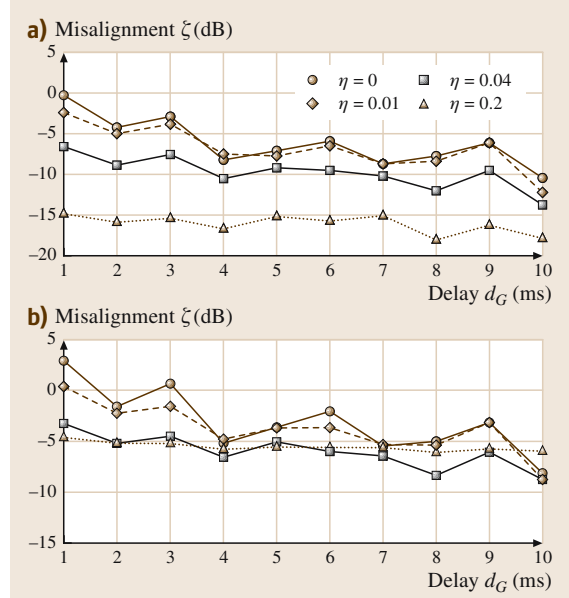 a) Misalignment ζ (dB)
5
0
–5
–10
–15
–20
η = 0
η = 0.04
η = 0.01
η = 0.2
1 2 3 4 5 6 7 8 9 10
Delay d_G (ms)
b) Misalignment ζ (dB)
5
0
–5
–10
–15
1 2 3 4 5 6 7 8 9 10
Delay d_G (ms)